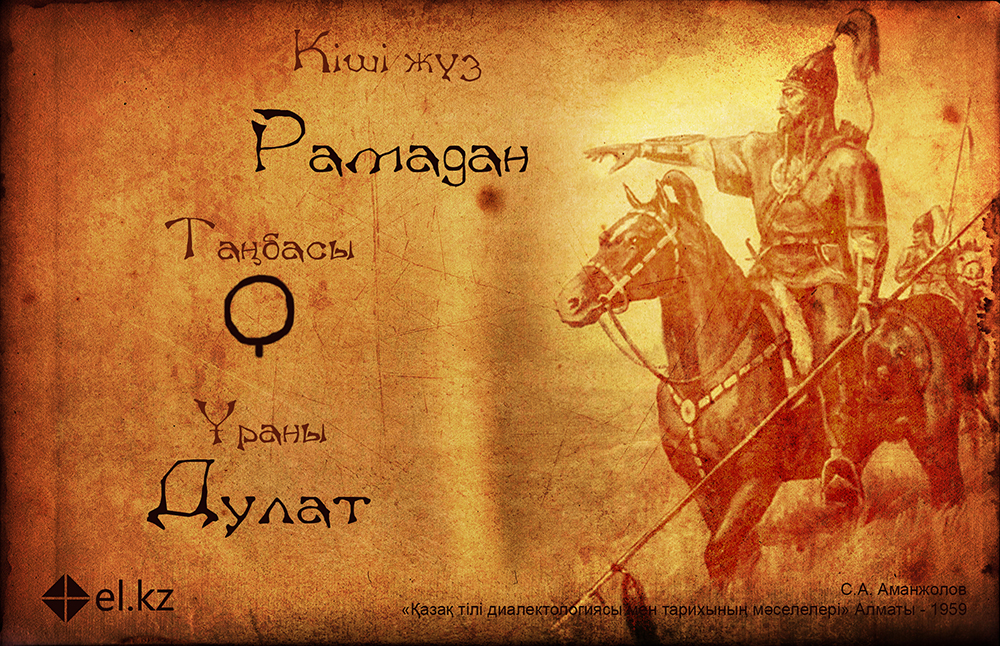 Кіші жүз
Рамадан
Таңбасы
Ұраны
Дулат
el.kz
С.А. Аманжолов
«Қазақ тілі диалектологиясы мен тарихының мәселелері» Алматы - 1959